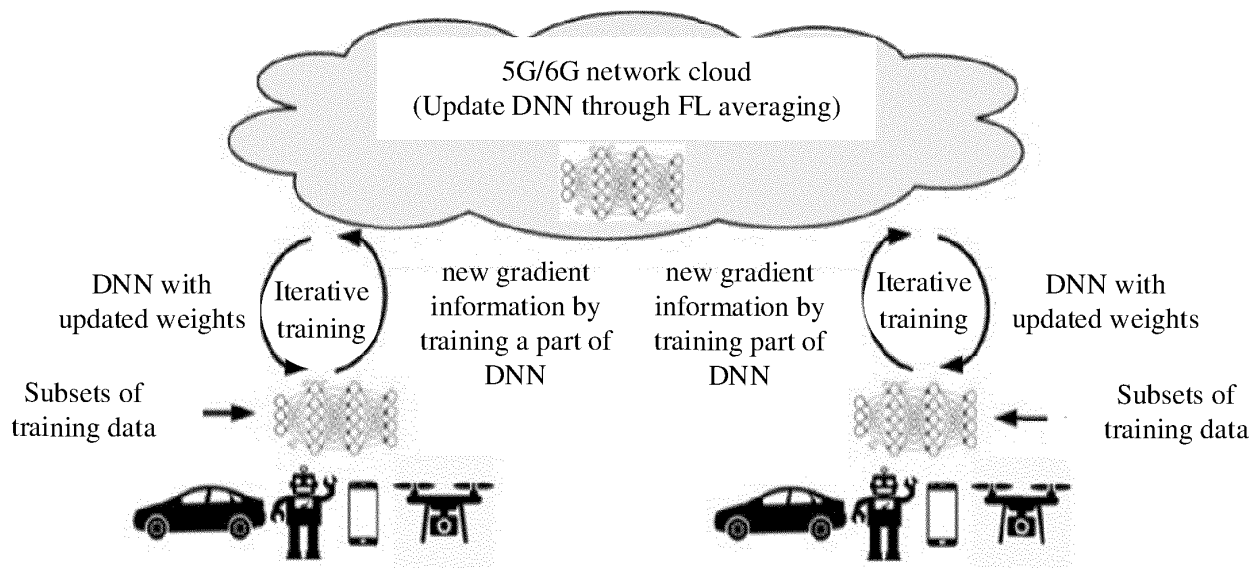 5G/6G network cloud
(Update DNN through FL averaging)
DNN with
updated weights
Iterative
training
new gradient
information by
training a part of
DNN
new gradient
information by
training part of
DNN
Iterative
training
DNN with
updated weights
Subsets of
training data
Subsets of
training data